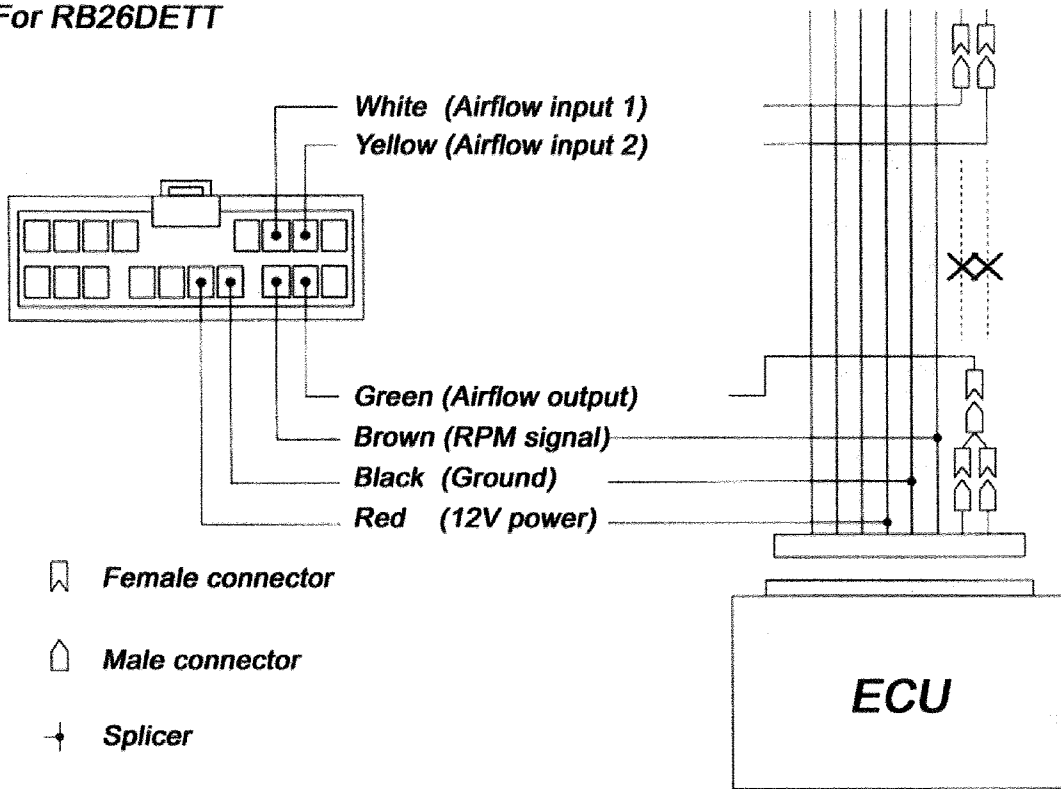 For RB26DETT
White (Airflow input 1)
Yellow (Airflow input 2)
Green (Airflow output)
Brown (RPM signal)
Black (Ground)
Red (12V power)
Female connector
Male connector
Splicer
ECU